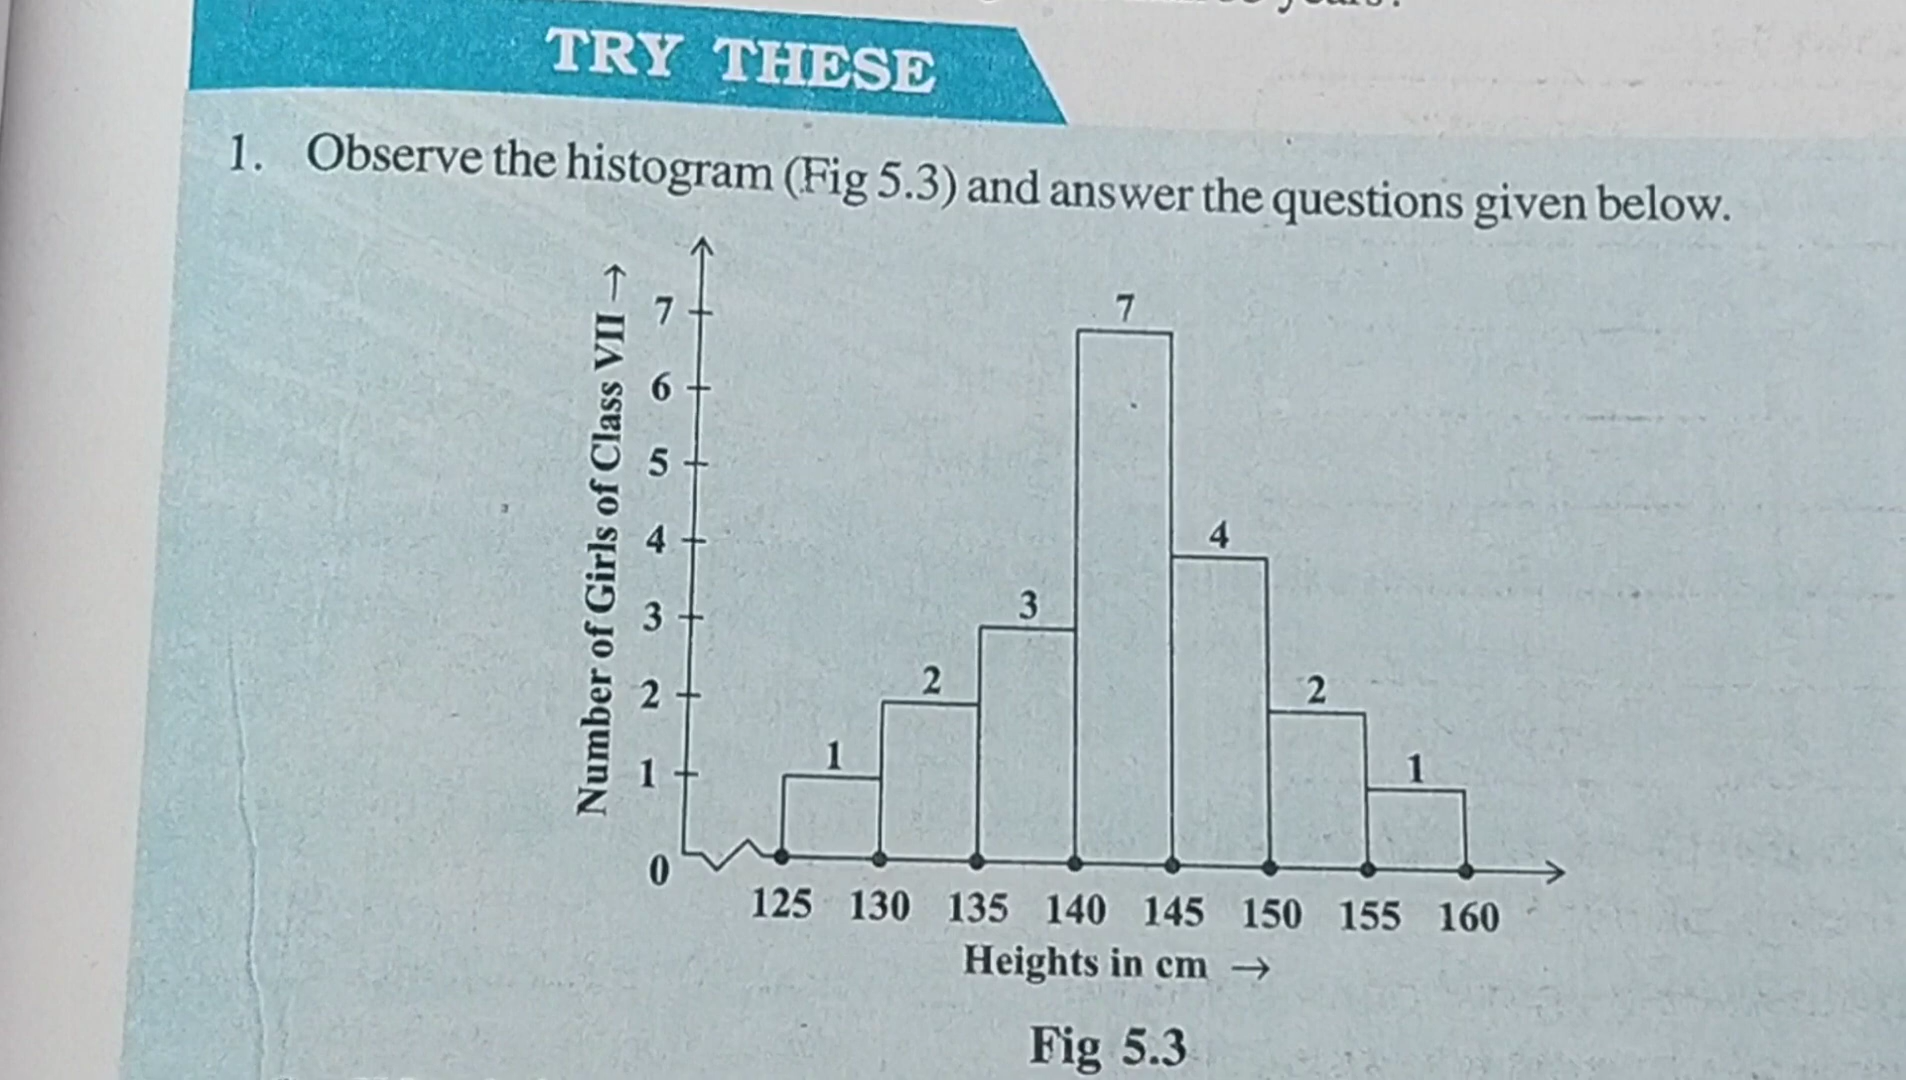 years?
TRY THESE
1. Observe the histogram (Fig 5.3) and answer the questions given below.
Number of Girls of Class VII →
7
6
5
4
3
2
1
0
1
2
3
7
4
2
1
125 130 135 140 145 150 155 160
Heights in cm →
Fig 5.3